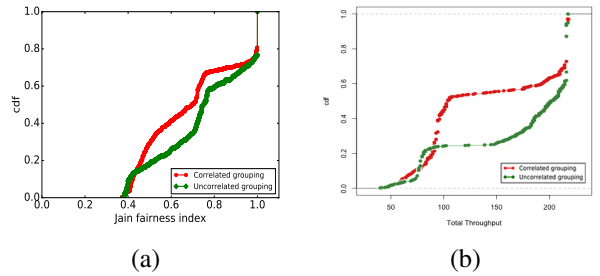 1.0
0.8
0.6
0.4
0.2
0.0
cdf
0.0
0.2
0.4
0.6
0.8
1.0
Jain fairness index
Correlated grouping
Uncorrelated grouping
(a)
1.0
0.8
0.6
0.4
0.2
0.0
cdf
50
100
150
200
Total Throughput
Correlated grouping
Uncorrelated grouping
(b)